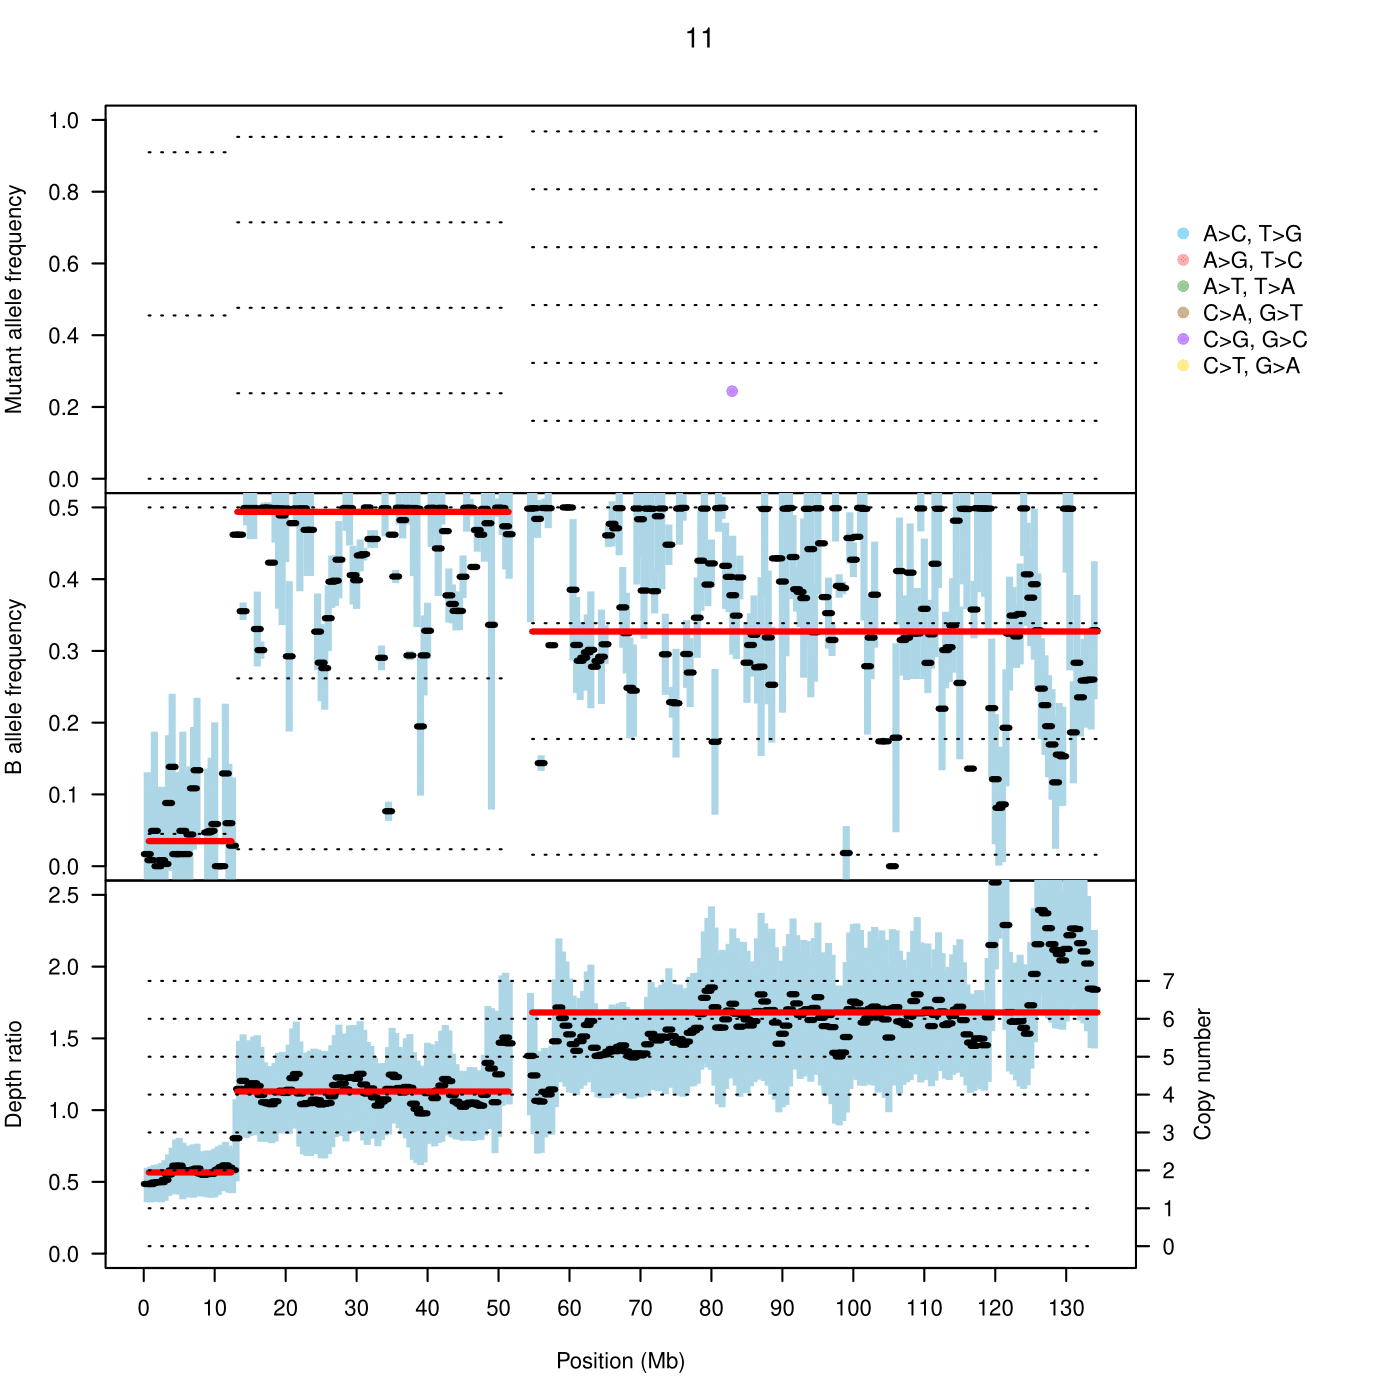 11
Mutant allele frequency
1.0
0.8
0.6
0.4
0.2
0.0
A>C, T>G
A>G, T>C
A>T, T>A
C>A, G>T
C>G, G>C
C>T, G>A
B allele frequency
0.5
0.4
0.3
0.2
0.1
0.0
Depth ratio
2.5
2.0
1.5
1.0
0.5
0.0
7
6
5
4
3
2
1
0
Copy number
0 10 20 30 40 50 60 70 80 90 100 110 120 130
Position (Mb)